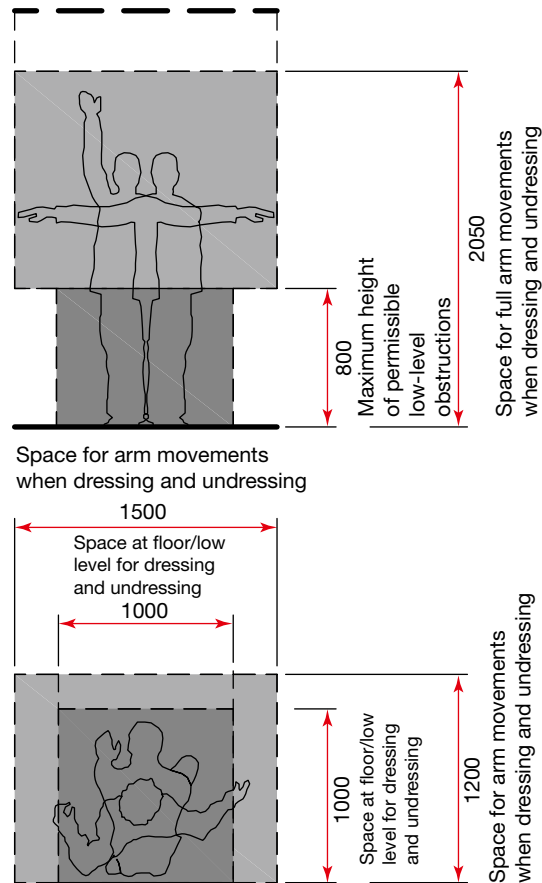 800
Maximum height
of permissible
low-level
obstructions
2050
Space for full arm movements
when dressing and undressing
Space for arm movements
when dressing and undressing
1500
Space at floor/low
level for dressing
and undressing
1000
1000
Space at floor/low
level for dressing
and undressing
1200
Space for arm movements
when dressing and undressing